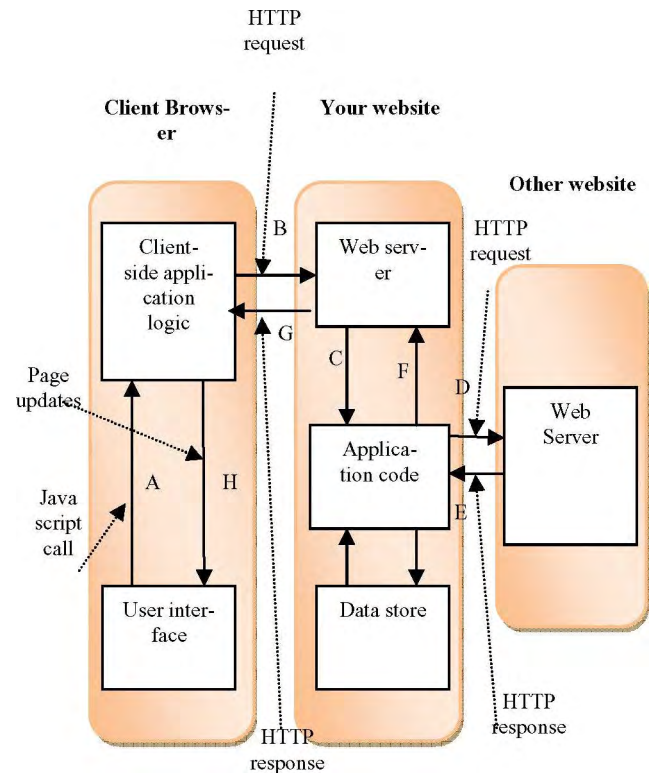 HTTP
request
Client Brows-
er
Your website
Other website
HTTP
request
B
Client-
side appli-
cation
logic
Web serv-
er
G
C
F
D
Page
updates
Web
Server
Applica-
tion code
A
H
E
Java
script
call
User inter-
face
Data store
HTTP
response
HTTP
response